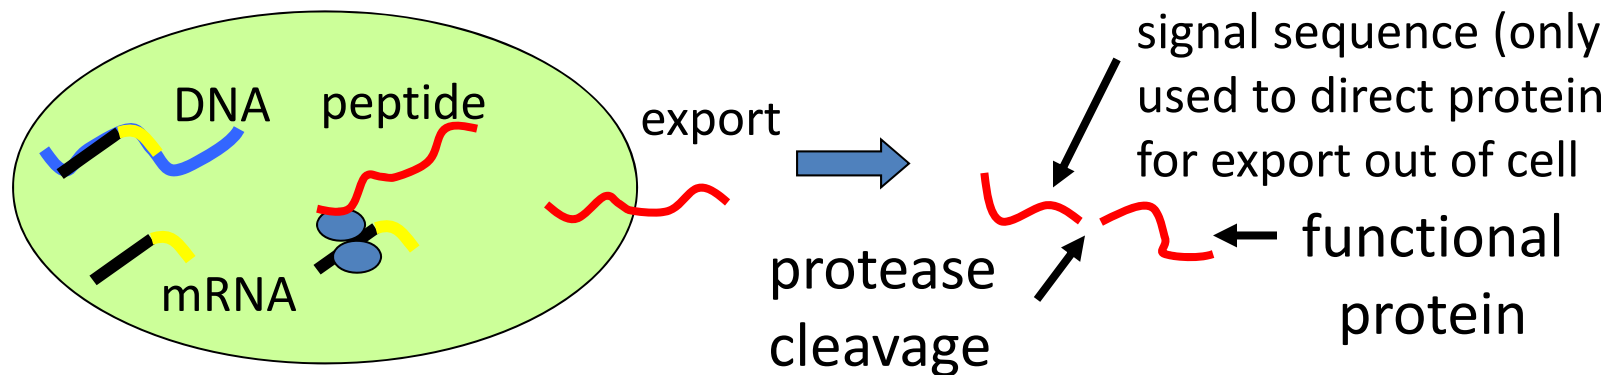 DNA
peptide
mRNA
export
protease
cleavage
signal sequence (only
used to direct protein
for export out of cell
functional
protein